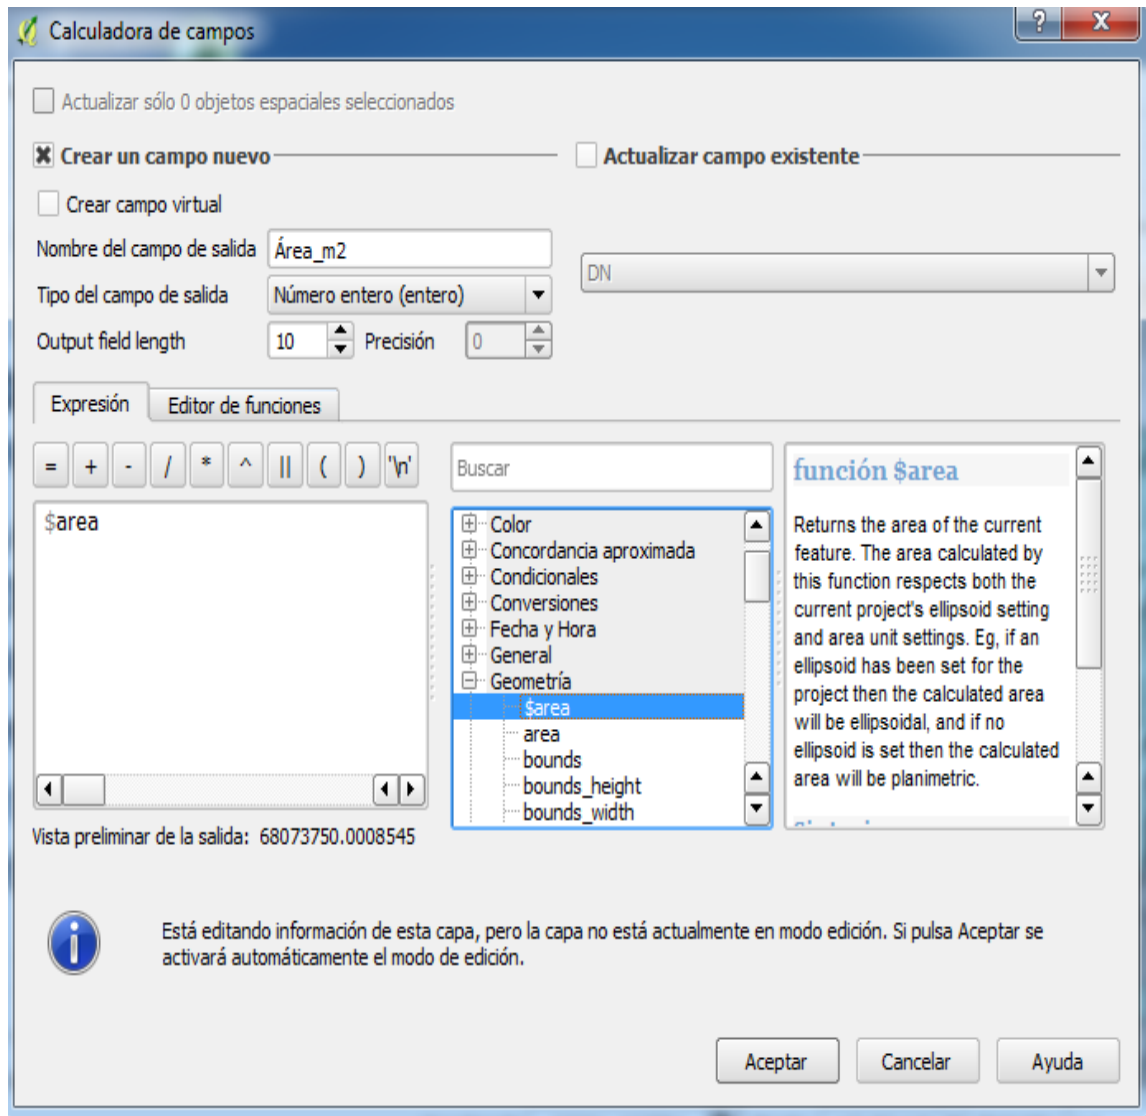 Calculadora de campos
?
X
Actualizar sólo 0 objetos espaciales seleccionados
Crear un campo nuevo
Actualizar campo existente
Crear campo virtual
Nombre del campo de salida
Área_m2
DN
Tipo del campo de salida
Número entero (entero)
Output field length
10
Precisión
0
Expresión
Editor de funciones
= + - / * ^ || ( ) '\n'
$area
Vista preliminar de la salida: 68073750.0008545
Buscar
Color
Concordancia aproximada
Condicionales
Conversiones
Fecha y Hora
General
Geometría
$area
area
bounds
bounds_height
bounds_width
función $area
Returns the area of the current
feature. The area calculated by
this function respects both the
current project's ellipsoid setting
and area unit settings. Eg, if an
ellipsoid has been set for the
project then the calculated area
will be ellipsoidal, and if no
ellipsoid is set then the calculated
area will be planimetric.
Está editando información de esta capa, pero la capa no está actualmente en modo edición. Si pulsa Aceptar se
activará automáticamente el modo de edición.
Aceptar
Cancelar
Ayuda